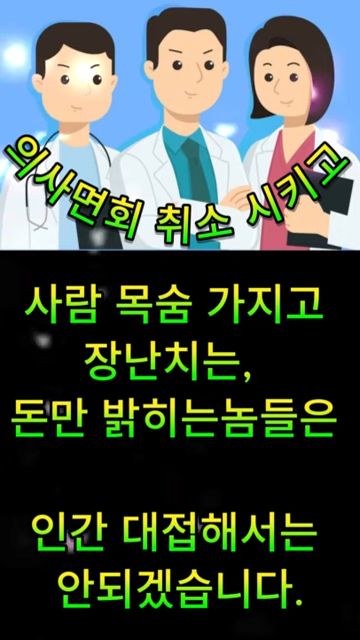 의사면회 취소 시키고
사람 목숨 가지고
장난치는,
돈만 밝히는놈들은
인간 대접해서는
안되겠습니다.